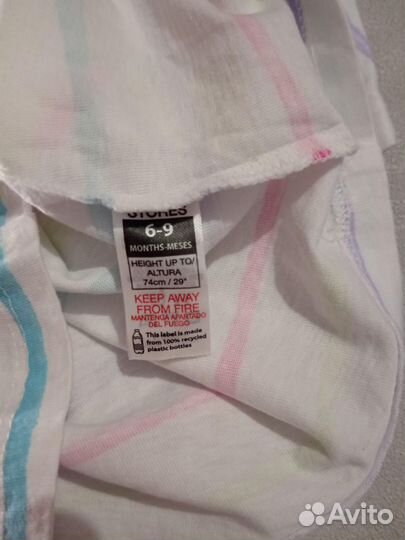 STORES
6-9
MONTHS-MESES
HEIGHT UP TO/
ALTURA
74cm / 29"
KEEP AWAY
FROM FIRE
MANTENGA APARTADO
DEL FUEGO
This label is made
from 100% recycled
plastic bottles
Avito